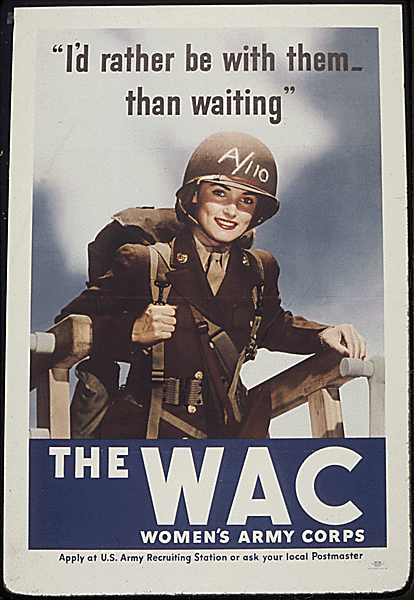 “I'd rather be with them_
than waiting”
A/110
THE WAC
WOMEN'S ARMY CORPS
Apply at U.S. Army Recruiting Station or ask your local Postmaster